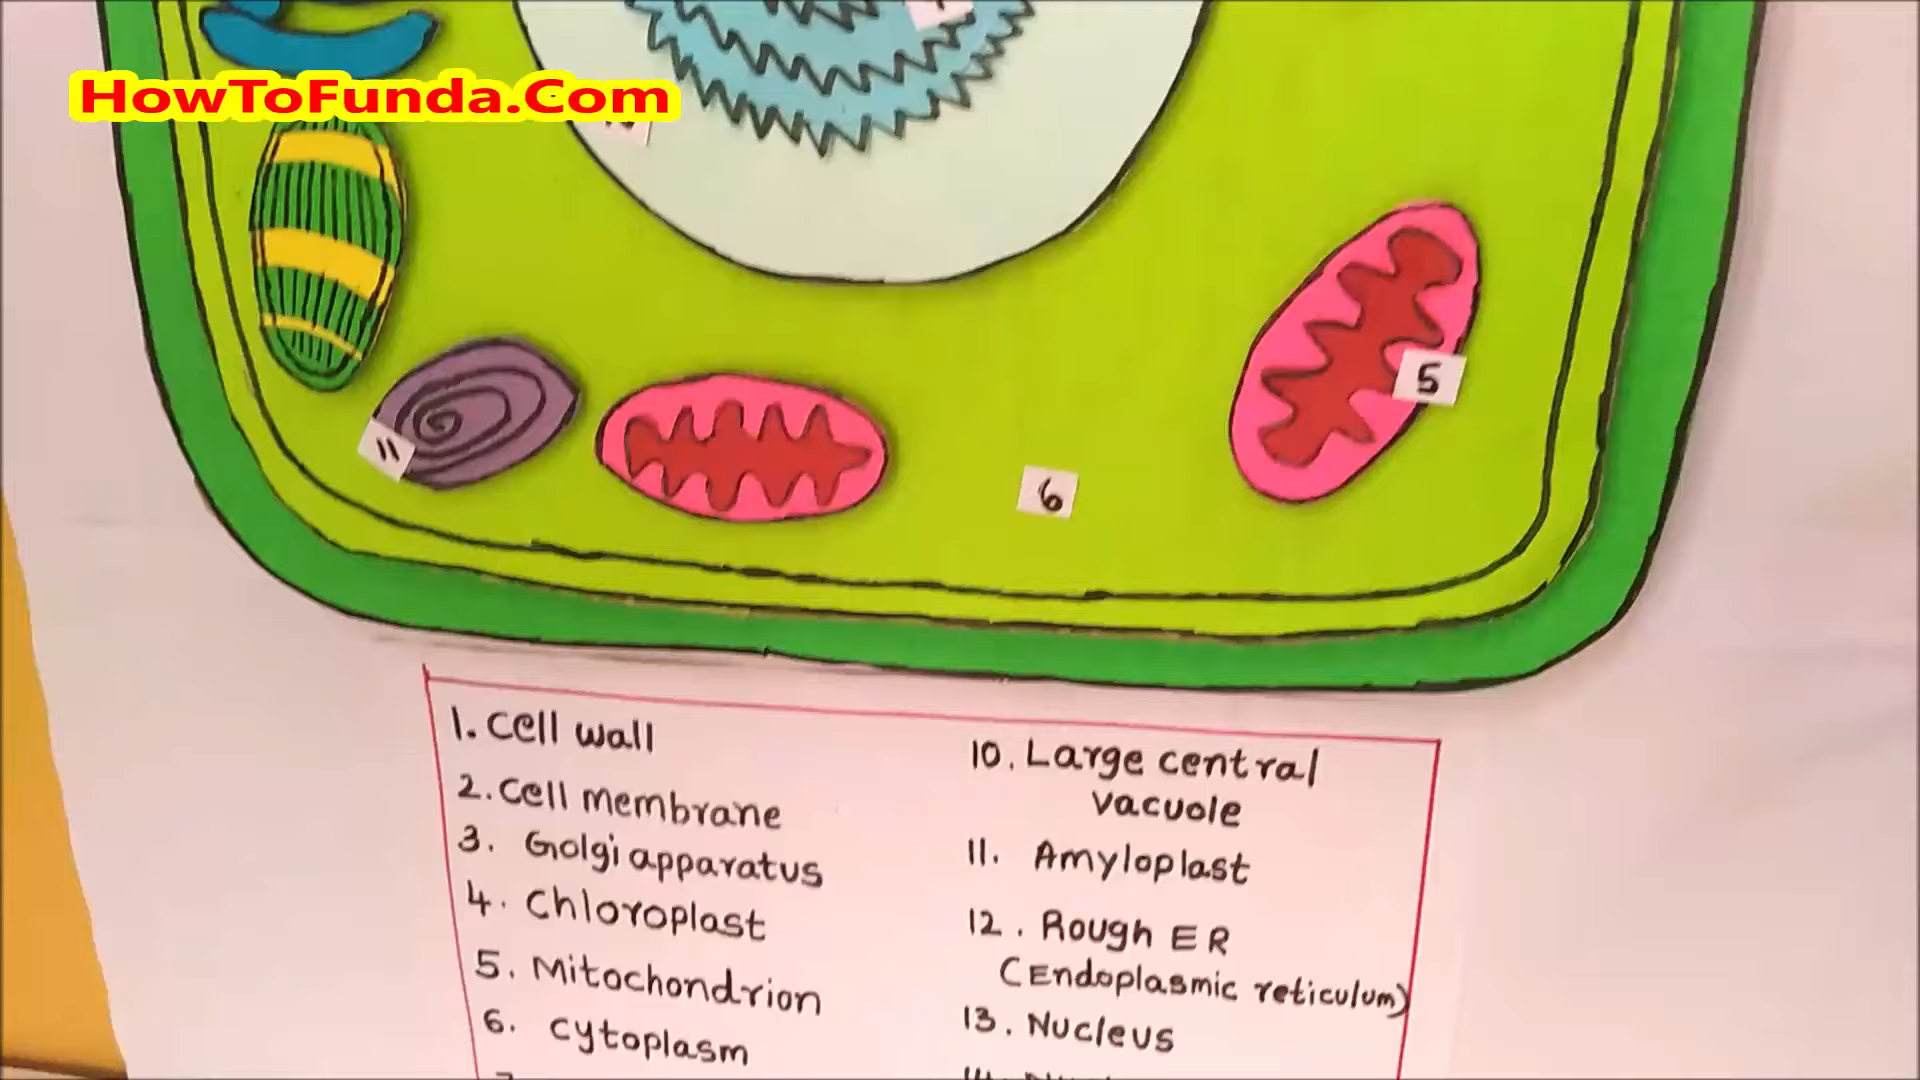 HowToFunda.Com
5
11
6
1. Cell wall
2. Cell membrane
3. Golgi apparatus
4. Chloroplast
5. Mitochondrion
6. Cytoplasm
10. Large central
vacuole
11. Amyloplast
12. Rough ER
(Endoplasmic reticulum)
13. Nucleus